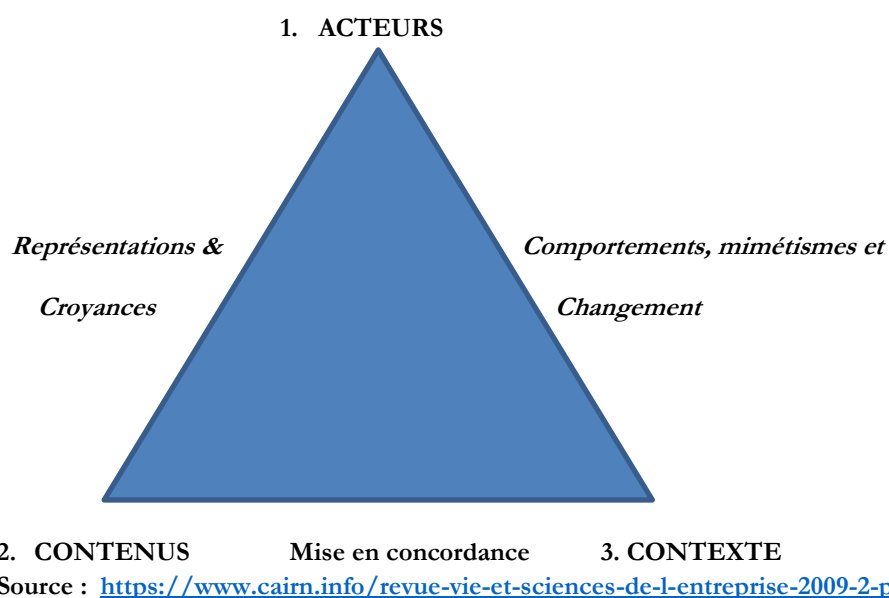 1. ACTEURS
Représentations & Comportements, mimétismes et
Croyances Changement
2. CONTENUS Mise en concordance 3. CONTEXTE
Source : https://www.cairn.info/revue-vie-et-sciences-de-l-entreprise-2009-2-p